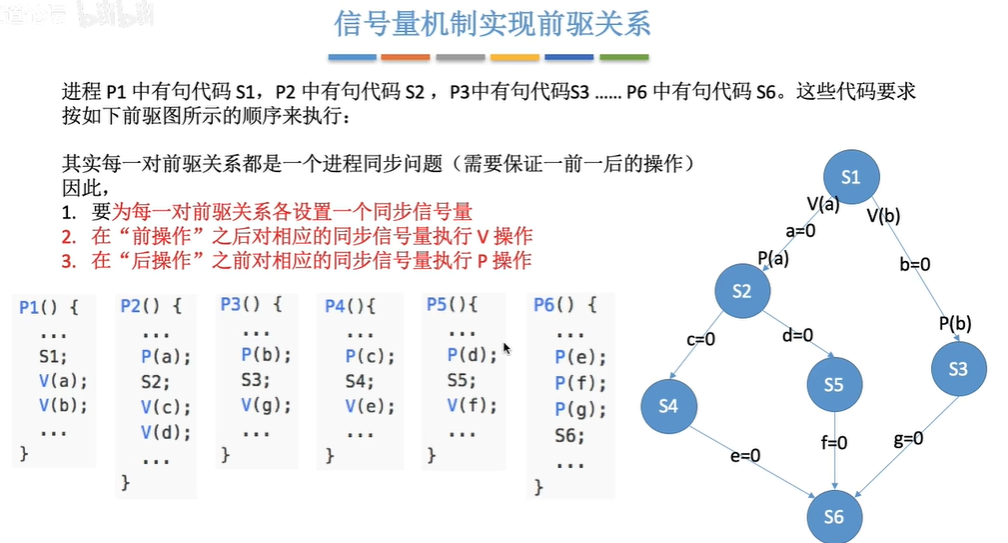 bilibili
信号量机制实现前驱关系
进程 P1 中有句代码 S1，P2 中有句代码 S2 ，P3中有句代码S3 …… P6 中有句代码 S6。这些代码要求
按如下前驱图所示的顺序来执行：
其实每一对前驱关系都是一个进程同步问题（需要保证一前一后的操作）
因此，
1. 要为每一对前驱关系各设置一个同步信号量
2. 在“前操作”之后对相应的同步信号量执行 V 操作
3. 在“后操作”之前对相应的同步信号量执行 P 操作
P1() {
...
S1;
V(a);
V(b);
...
}
P2() {
...
P(a);
S2;
V(c);
V(d);
...
}
P3() {
...
P(b);
S3;
V(g);
...
}
P4(){
...
P(c);
S4;
V(e);
...
}
P5(){
...
P(d);
S5;
V(f);
...
}
P6() {
...
P(e);
P(f);
P(g);
S6;
...
}
S1
V(a)
V(b)
a=0
P(a)
b=0
S2
P(b)
c=0
d=0
S3
S5
S4
f=0
g=0
e=0
S6